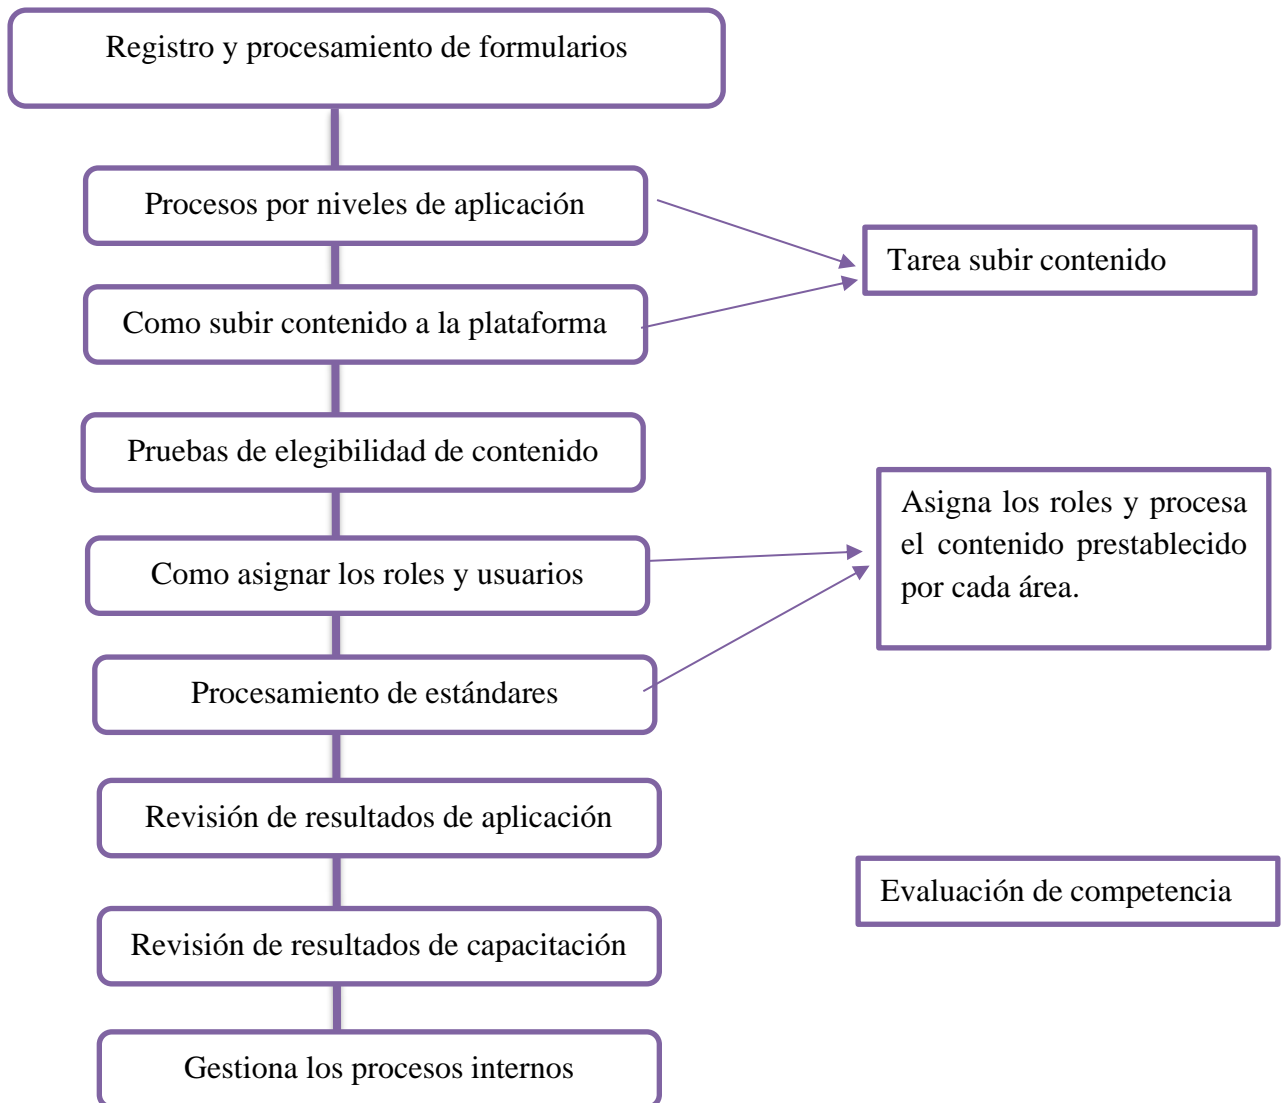 Registro y procesamiento de formularios
Procesos por niveles de aplicación
Tarea subir contenido
Como subir contenido a la plataforma
Pruebas de elegibilidad de contenido
Asigna los roles y procesa
el contenido prestablecido
por cada área.
Como asignar los roles y usuarios
Procesamiento de estándares
Revisión de resultados de aplicación
Evaluación de competencia
Revisión de resultados de capacitación
Gestiona los procesos internos